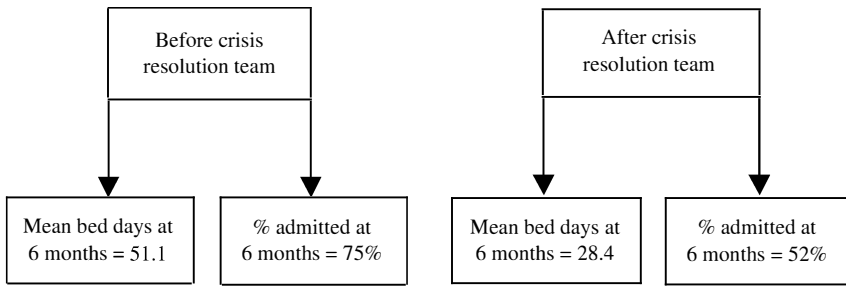 Before crisis
resolution team
After crisis
resolution team
Mean bed days at
6 months = 51.1
% admitted at
6 months = 75%
Mean bed days at
6 months = 28.4
% admitted at
6 months = 52%